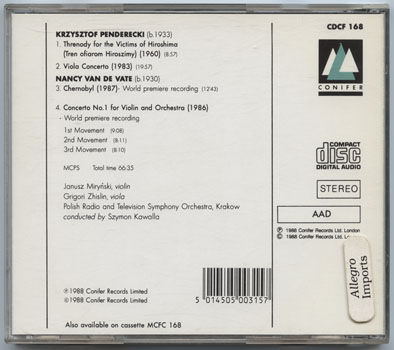 KRZYSZTOF PENDERECKI (b.1933)
1. Threnody for the Victims of Hiroshima
(Tren ofiarom Hiroszimy) (1960) (8:57)
2. Viola Concerto (1983) (19:57)
NANCY VAN DE VATE (b.1930)
3. Chernobyl (1987)- World premiere recording (12'43)
4. Concerto No.1 for Violin and Orchestra (1986)
- World premiere recording
1st Movement (9:08)
2nd Movement (8:11)
3rd Movement (8:10)
MCPS Total time 66:35
Janusz Miryński, violin
Grigori Zhislin, viola
Polish Radio and Television Symphony Orchestra, Krakow
conducted by Szymon Kawalla
℗ 1988 Conifer Records Limited
© 1988 Conifer Records Limited
Also available on cassette MCFC 168
5 014505 003157
CDCF 168
CONIFER
COMPACT
disc
DIGITAL AUDIO
STEREO
AAD
℗ 1988 Conifer Records Ltd. London
© 1988 Conifer Records Ltd. London
Allegro
Imports